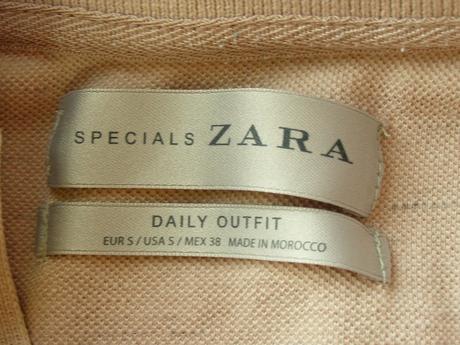 SPECIALS ZARA
DAILY OUTFIT
EUR S / USA S / MEX 38 MADE IN MOROCCO